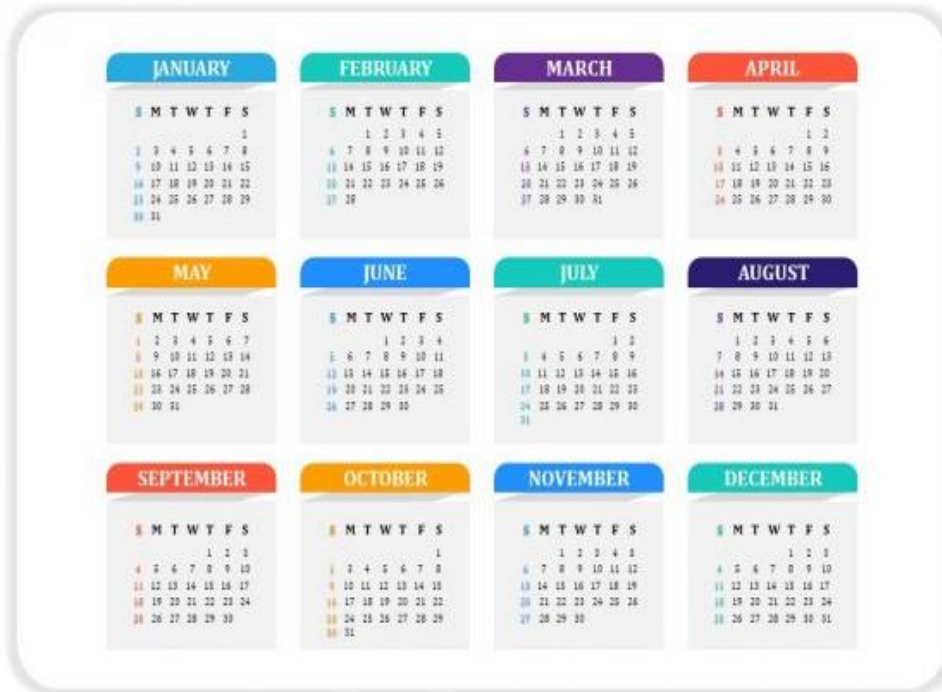 JANUARY
S M T W T F S
1
2 3 4 5 6 7 8
9 10 11 12 13 14 15
16 17 18 19 20 21 22
23 24 25 26 27 28 29
30 31
FEBRUARY
S M T W T F S
1 2 3 4 5
6 7 8 9 10 11 12
13 14 15 16 17 18 19
20 21 22 23 24 25 26
27 28
MARCH
S M T W T F S
1 2 3 4 5
6 7 8 9 10 11 12
13 14 15 16 17 18 19
20 21 22 23 24 25 26
27 28 29 30 31
APRIL
S M T W T F S
1 2
3 4 5 6 7 8 9
10 11 12 13 14 15 16
17 18 19 20 21 22 23
24 25 26 27 28 29 30
MAY
S M T W T F S
1 2 3 4 5 6 7
8 9 10 11 12 13 14
15 16 17 18 19 20 21
22 23 24 25 26 27 28
29 30 31
JUNE
S M T W T F S
1 2 3 4
5 6 7 8 9 10 11
12 13 14 15 16 17 18
19 20 21 22 23 24 25
26 27 28 29 30
JULY
S M T W T F S
1 2
3 4 5 6 7 8 9
10 11 12 13 14 15 16
17 18 19 20 21 22 23
24 25 26 27 28 29 30
31
AUGUST
S M T W T F S
1 2 3 4 5 6
7 8 9 10 11 12 13
14 15 16 17 18 19 20
21 22 23 24 25 26 27
28 29 30 31
SEPTEMBER
S M T W T F S
1 2 3
4 5 6 7 8 9 10
11 12 13 14 15 16 17
18 19 20 21 22 23 24
25 26 27 28 29 30
OCTOBER
S M T W T F S
1
2 3 4 5 6 7 8
9 10 11 12 13 14 15
16 17 18 19 20 21 22
23 24 25 26 27 28 29
30 31
NOVEMBER
S M T W T F S
1 2 3 4 5
6 7 8 9 10 11 12
13 14 15 16 17 18 19
20 21 22 23 24 25 26
27 28 29 30
DECEMBER
S M T W T F S
1 2 3
4 5 6 7 8 9 10
11 12 13 14 15 16 17
18 19 20 21 22 23 24
25 26 27 28 29 30 31